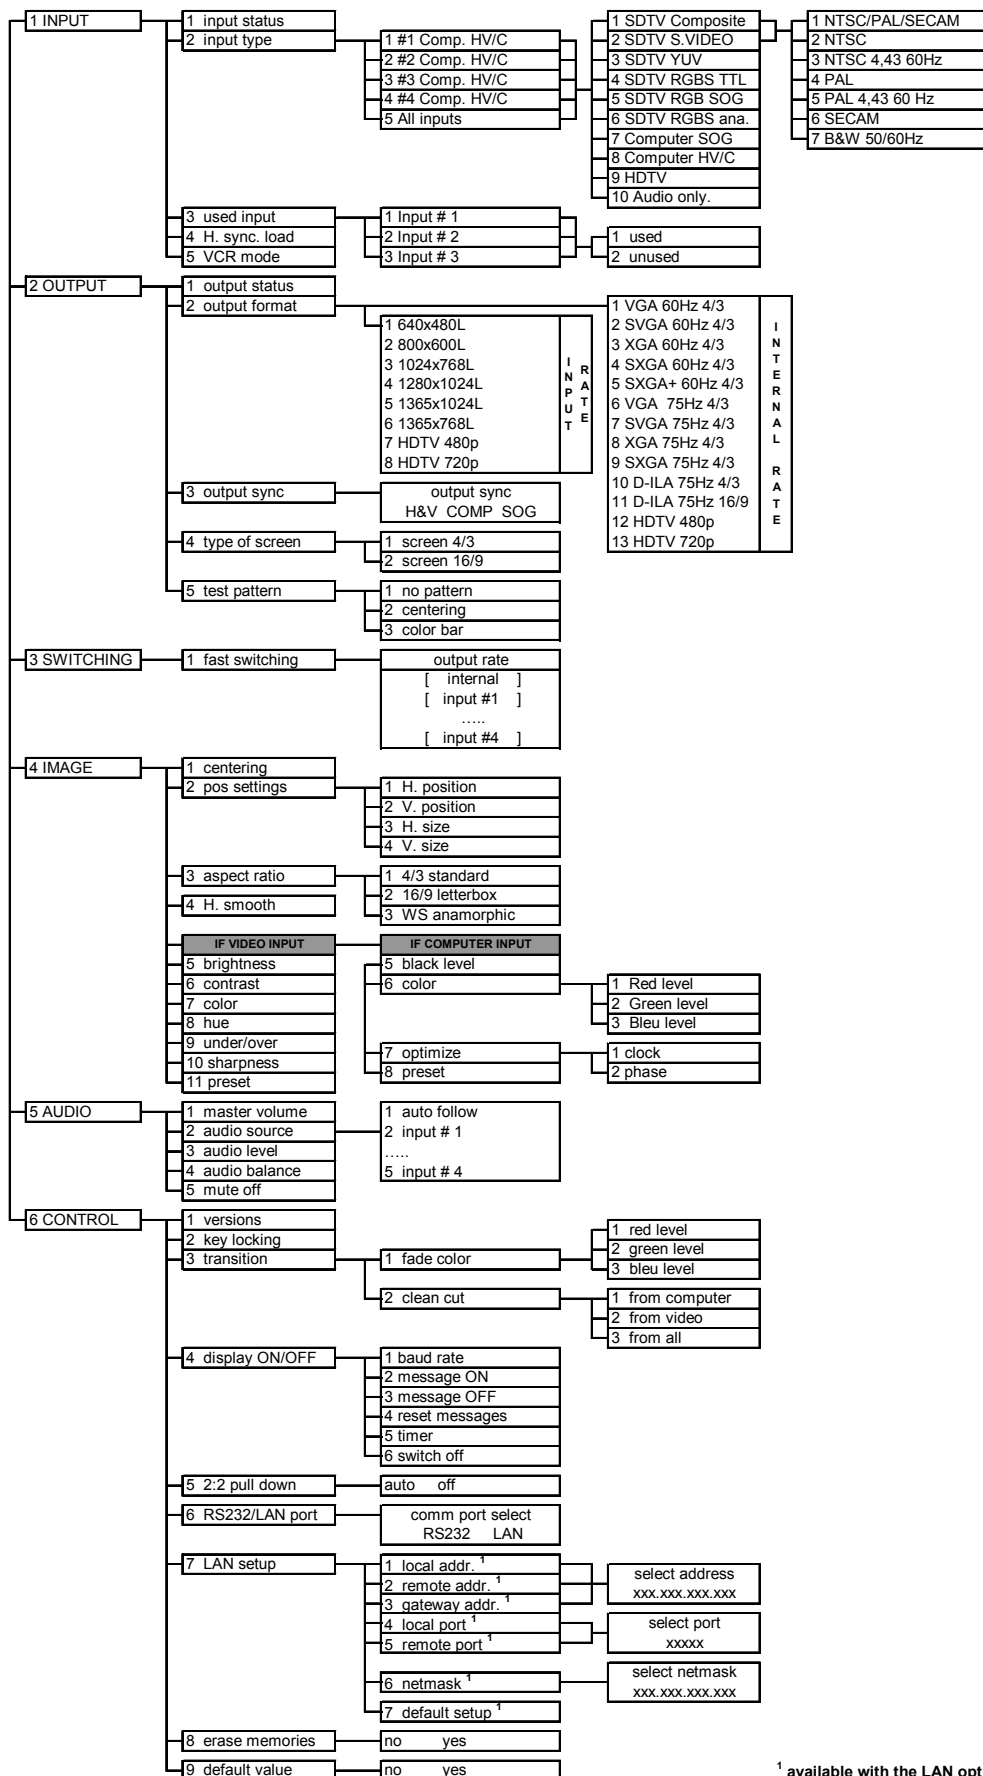 1 INPUT
1 input status
2 input type
1 #1 Comp. HV/C
2 #2 Comp. HV/C
3 #3 Comp. HV/C
4 #4 Comp. HV/C
5 All inputs
1 SDTV Composite
2 SDTV S.VIDEO
3 SDTV YUV
4 SDTV RGBS TTL
5 SDTV RGB SOG
6 SDTV RGBS ana.
7 Computer SOG
8 Computer HV/C
9 HDTV
10 Audio only.
1 NTSC/PAL/SECAM
2 NTSC
3 NTSC 4,43 60Hz
4 PAL
5 PAL 4,43 60 Hz
6 SECAM
7 B&W 50/60Hz
3 used input
4 H. sync. load
5 VCR mode
1 Input # 1
2 Input # 2
3 Input # 3
1 used
2 unused
2 OUTPUT
1 output status
2 output format
1 640x480L
2 800x600L
3 1024x768L
4 1280x1024L
5 1365x1024L
6 1365x768L
7 HDTV 480p
8 HDTV 720p
INPUT RATE
1 VGA 60Hz 4/3
2 SVGA 60Hz 4/3
3 XGA 60Hz 4/3
4 SXGA 60Hz 4/3
5 SXGA+ 60Hz 4/3
6 VGA 75Hz 4/3
7 SVGA 75Hz 4/3
8 XGA 75Hz 4/3
9 SXGA 75Hz 4/3
10 D-ILA 75Hz 4/3
11 D-ILA 75Hz 16/9
12 HDTV 480p
13 HDTV 720p
INTERNAL RATE
3 output sync
output sync
H&V COMP SOG
4 type of screen
1 screen 4/3
2 screen 16/9
5 test pattern
1 no pattern
2 centering
3 color bar
3 SWITCHING
1 fast switching
output rate
[ internal ]
[ input #1 ]
.....
[ input #4 ]
4 IMAGE
1 centering
2 pos settings
1 H. position
2 V. position
3 H. size
4 V. size
3 aspect ratio
4 H. smooth
1 4/3 standard
2 16/9 letterbox
3 WS anamorphic
IF VIDEO INPUT
5 brightness
6 contrast
7 color
8 hue
9 under/over
10 sharpness
11 preset
IF COMPUTER INPUT
5 black level
6 color
1 Red level
2 Green level
3 Bleu level
7 optimize
8 preset
1 clock
2 phase
5 AUDIO
1 master volume
2 audio source
3 audio level
4 audio balance
5 mute off
1 auto follow
2 input # 1
.....
5 input # 4
6 CONTROL
1 versions
2 key locking
3 transition
1 fade color
1 red level
2 green level
3 bleu level
2 clean cut
1 from computer
2 from video
3 from all
4 display ON/OFF
1 baud rate
2 message ON
3 message OFF
4 reset messages
5 timer
6 switch off
5 2:2 pull down
auto off
6 RS232/LAN port
comm port select
RS232 LAN
7 LAN setup
1 local addr. 1
2 remote addr. 1
3 gateway addr. 1
4 local port 1
5 remote port 1
select address
xxx.xxx.xxx.xxx
select port
xxxxx
6 netmask 1
select netmask
xxx.xxx.xxx.xxx
7 default setup 1
8 erase memories
no yes
9 default value
no yes
1 available with the LAN opt